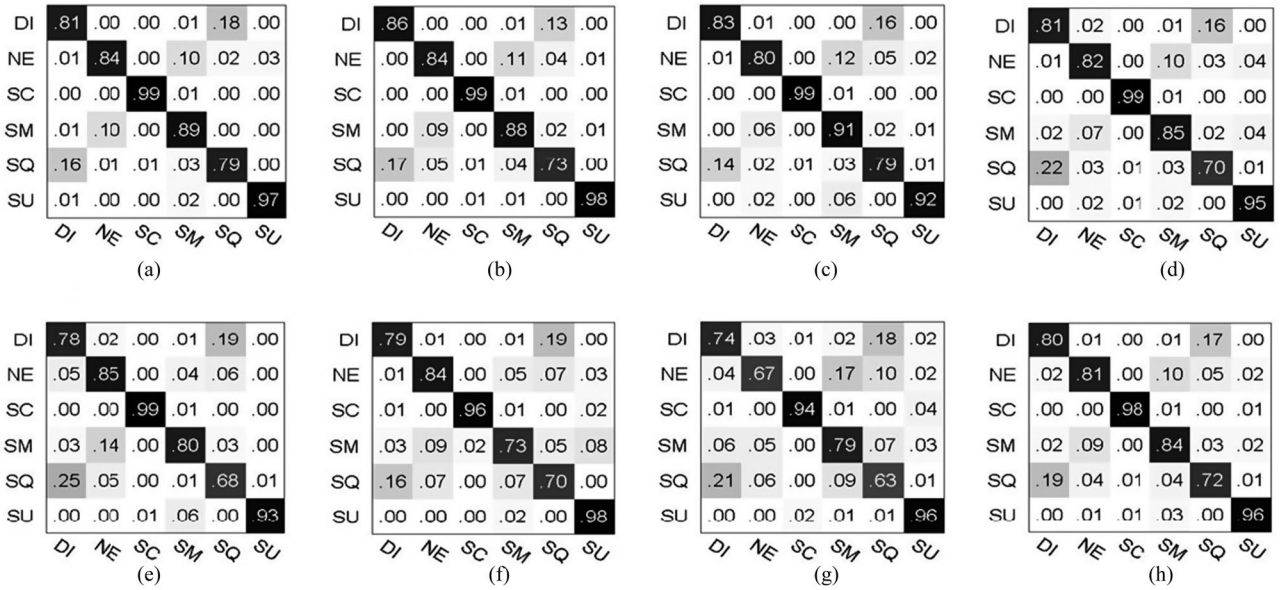 DI .81 .00 .00 .01 .18 .00
NE .01 .84 .00 .10 .02 .03
SC .00 .00 .99 .01 .00 .00
SM .01 .10 .00 .89 .00 .00
SQ .16 .01 .01 .03 .79 .00
SU .01 .00 .00 .02 .00 .97
DI NE SC SM SQ SU
(a)
DI .86 .00 .00 .01 .13 .00
NE .00 .84 .00 .11 .04 .01
SC .00 .00 .99 .01 .00 .00
SM .00 .09 .00 .88 .02 .01
SQ .17 .05 .01 .04 .73 .00
SU .00 .00 .01 .01 .00 .98
DI NE SC SM SQ SU
(b)
DI .83 .01 .00 .00 .16 .00
NE .01 .80 .00 .12 .05 .02
SC .00 .00 .99 .01 .00 .00
SM .00 .06 .00 .91 .02 .01
SQ .14 .02 .01 .03 .79 .01
SU .00 .02 .00 .06 .00 .92
DI NE SC SM SQ SU
(c)
DI .81 .02 .00 .01 .16 .00
NE .01 .82 .00 .10 .03 .04
SC .00 .00 .99 .01 .00 .00
SM .02 .07 .00 .85 .02 .04
SQ .22 .03 .01 .03 .70 .01
SU .00 .02 .01 .02 .00 .95
DI NE SC SM SQ SU
(d)
DI .78 .02 .00 .01 .19 .00
NE .05 .85 .00 .04 .06 .00
SC .00 .00 .99 .01 .00 .00
SM .03 .14 .00 .80 .03 .00
SQ .25 .05 .00 .01 .68 .01
SU .00 .00 .01 .06 .00 .93
DI NE SC SM SQ SU
(e)
DI .79 .01 .00 .01 .19 .00
NE .01 .84 .00 .05 .07 .03
SC .01 .00 .96 .01 .00 .02
SM .03 .09 .02 .73 .05 .08
SQ .16 .07 .00 .07 .70 .00
SU .00 .00 .00 .02 .00 .98
DI NE SC SM SQ SU
(f)
DI .74 .03 .01 .02 .18 .02
NE .04 .67 .00 .17 .10 .02
SC .01 .00 .94 .01 .00 .04
SM .06 .05 .00 .79 .07 .03
SQ .21 .06 .00 .09 .63 .01
SU .00 .00 .02 .01 .01 .96
DI NE SC SM SQ SU
(g)
DI .80 .01 .00 .01 .17 .00
NE .02 .81 .00 .10 .05 .02
SC .00 .00 .98 .01 .00 .01
SM .02 .09 .00 .84 .03 .02
SQ .19 .04 .01 .04 .72 .01
SU .00 .01 .01 .03 .00 .96
DI NE SC SM SQ SU
(h)